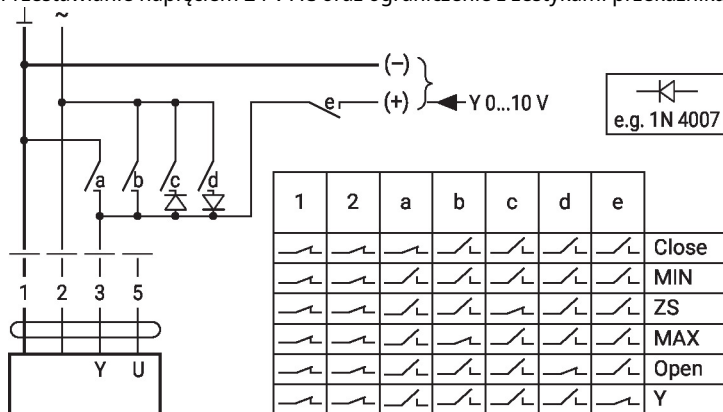 ⊥ ~
(–)
e (+) Y 0...10 V
e.g. 1N 4007
a b c d
1 2 a b c d e
Close
MIN
ZS
MAX
Open
Y
1 2 3 5
Y U